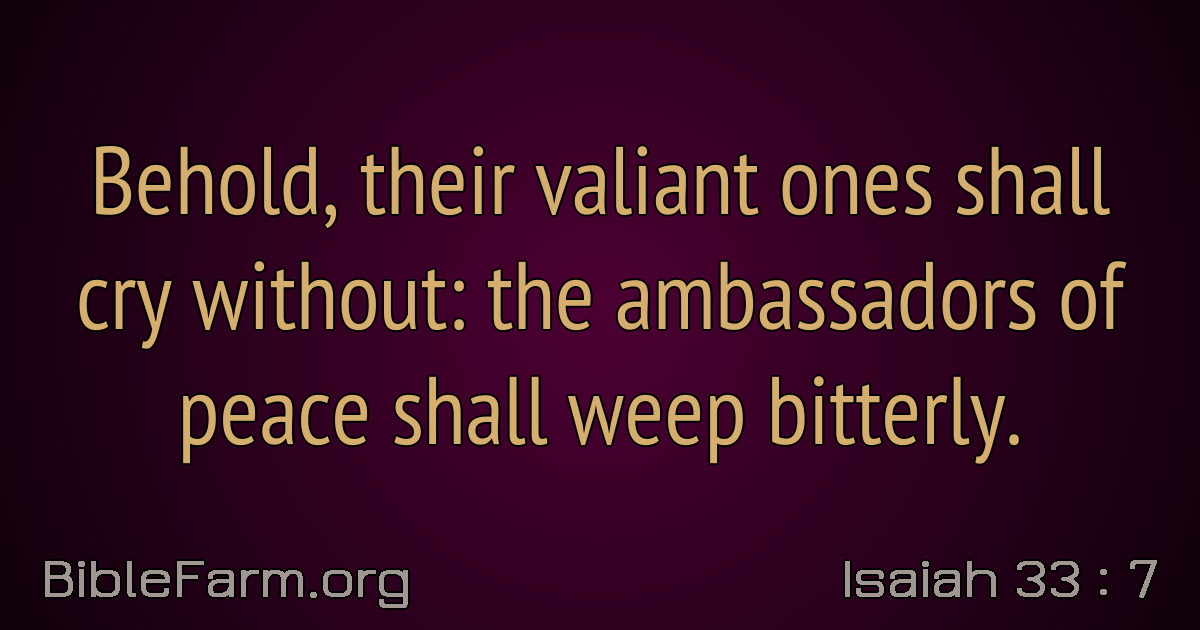 Behold, their valiant ones shall
cry without: the ambassadors of
peace shall weep bitterly.
BibleFarm.org
Isaiah 33 : 7